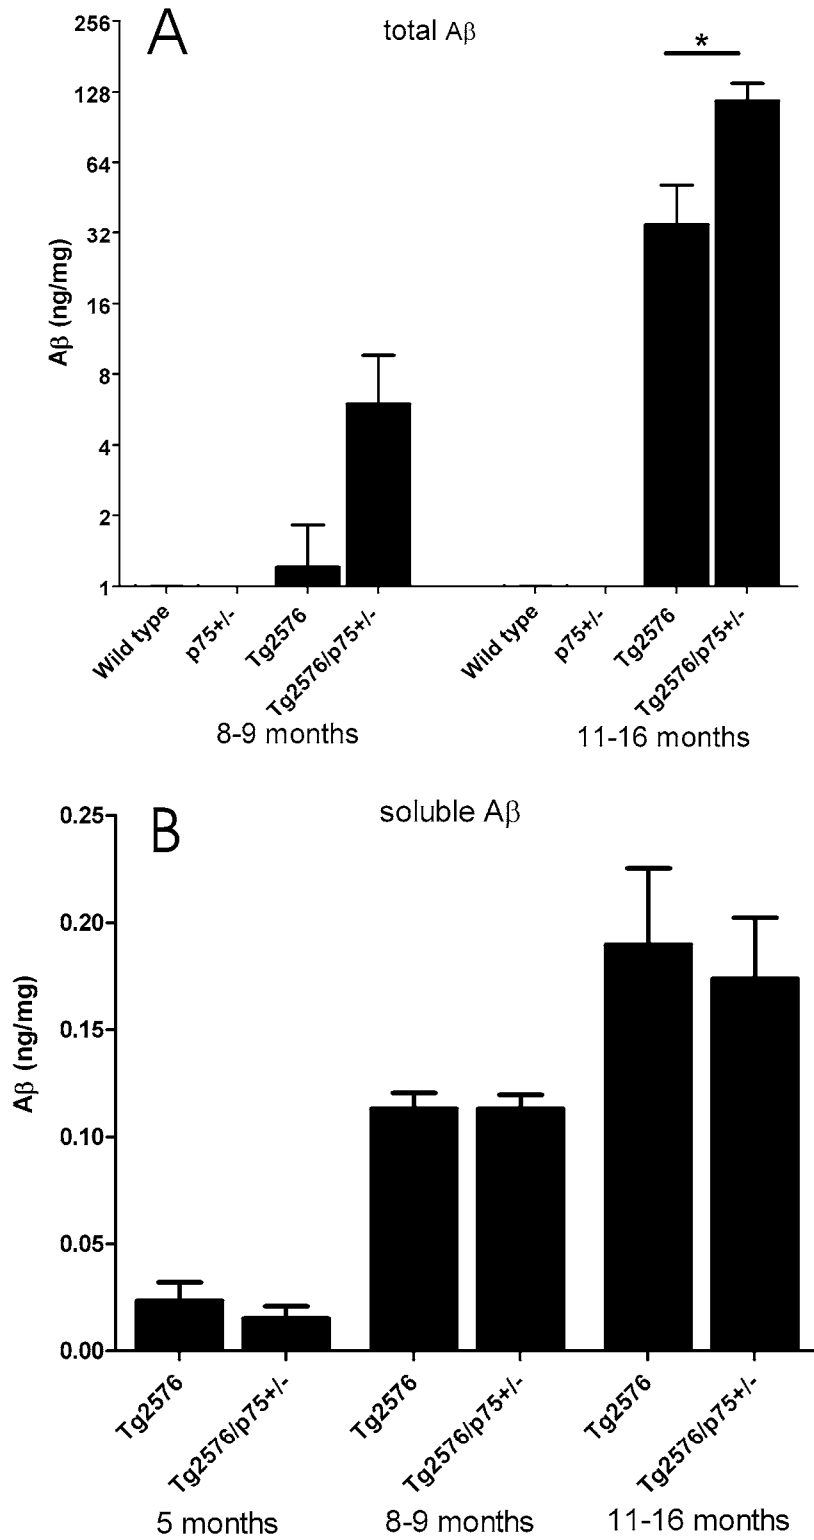 A
total Aβ
*
256
128
64
32
16
8
4
2
1
Aβ (ng/mg)
Wild type
p75+/-
Tg2576
Tg2576/p75+/-
Wild type
p75+/-
Tg2576
Tg2576/p75+/-
8-9 months
11-16 months
B
soluble Aβ
0.25
0.20
0.15
0.10
0.05
0.00
Aβ (ng/mg)
Tg2576
Tg2576/p75+/-
Tg2576
Tg2576/p75+/-
Tg2576
Tg2576/p75+/-
5 months
8-9 months
11-16 months